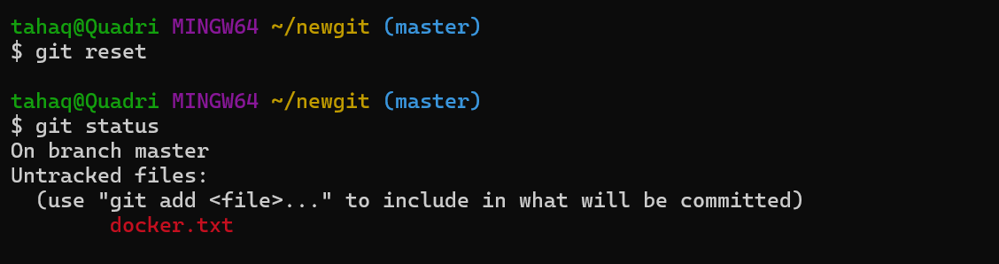 tahaq@Quadri MINGW64 ~/newgit (master)
$ git reset
tahaq@Quadri MINGW64 ~/newgit (master)
$ git status
On branch master
Untracked files:
  (use "git add <file>..." to include in what will be committed)
        docker.txt